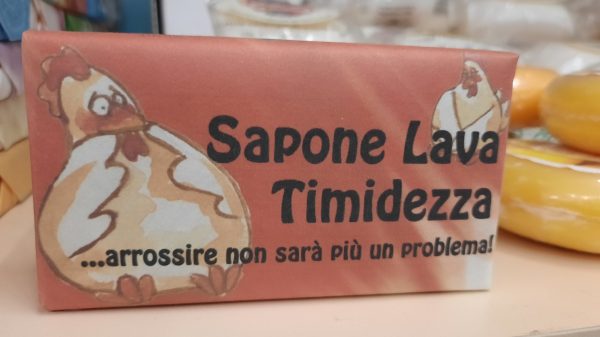 Sapone Lava
Timidezza
...arrossire non sarà più un problema!